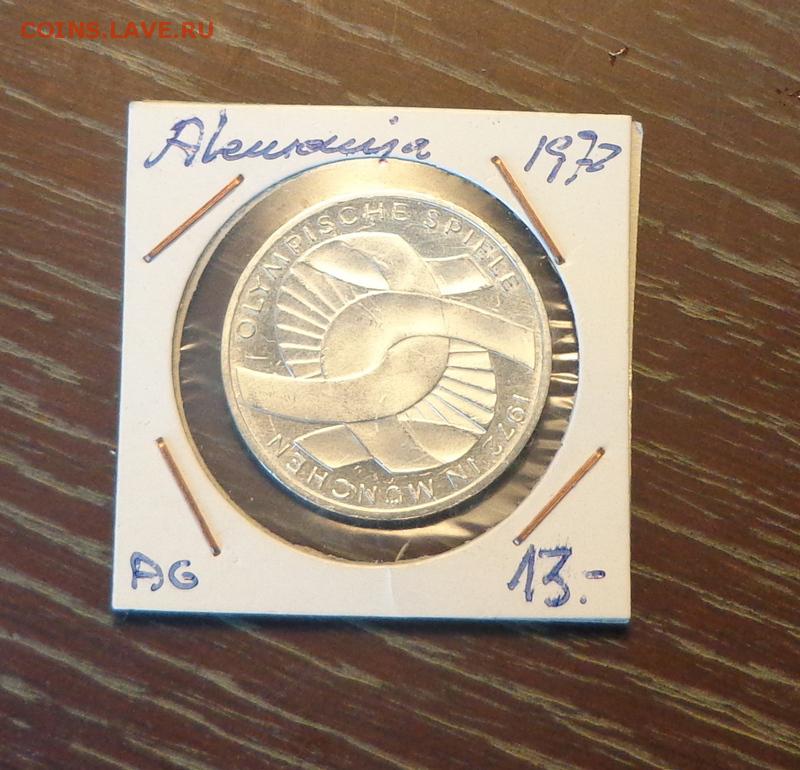 COINS.LAVE.RU
Alemanija
1972
OLYMPISCHE SPIELE
1972 IN MÜNCHEN
AG
13.-